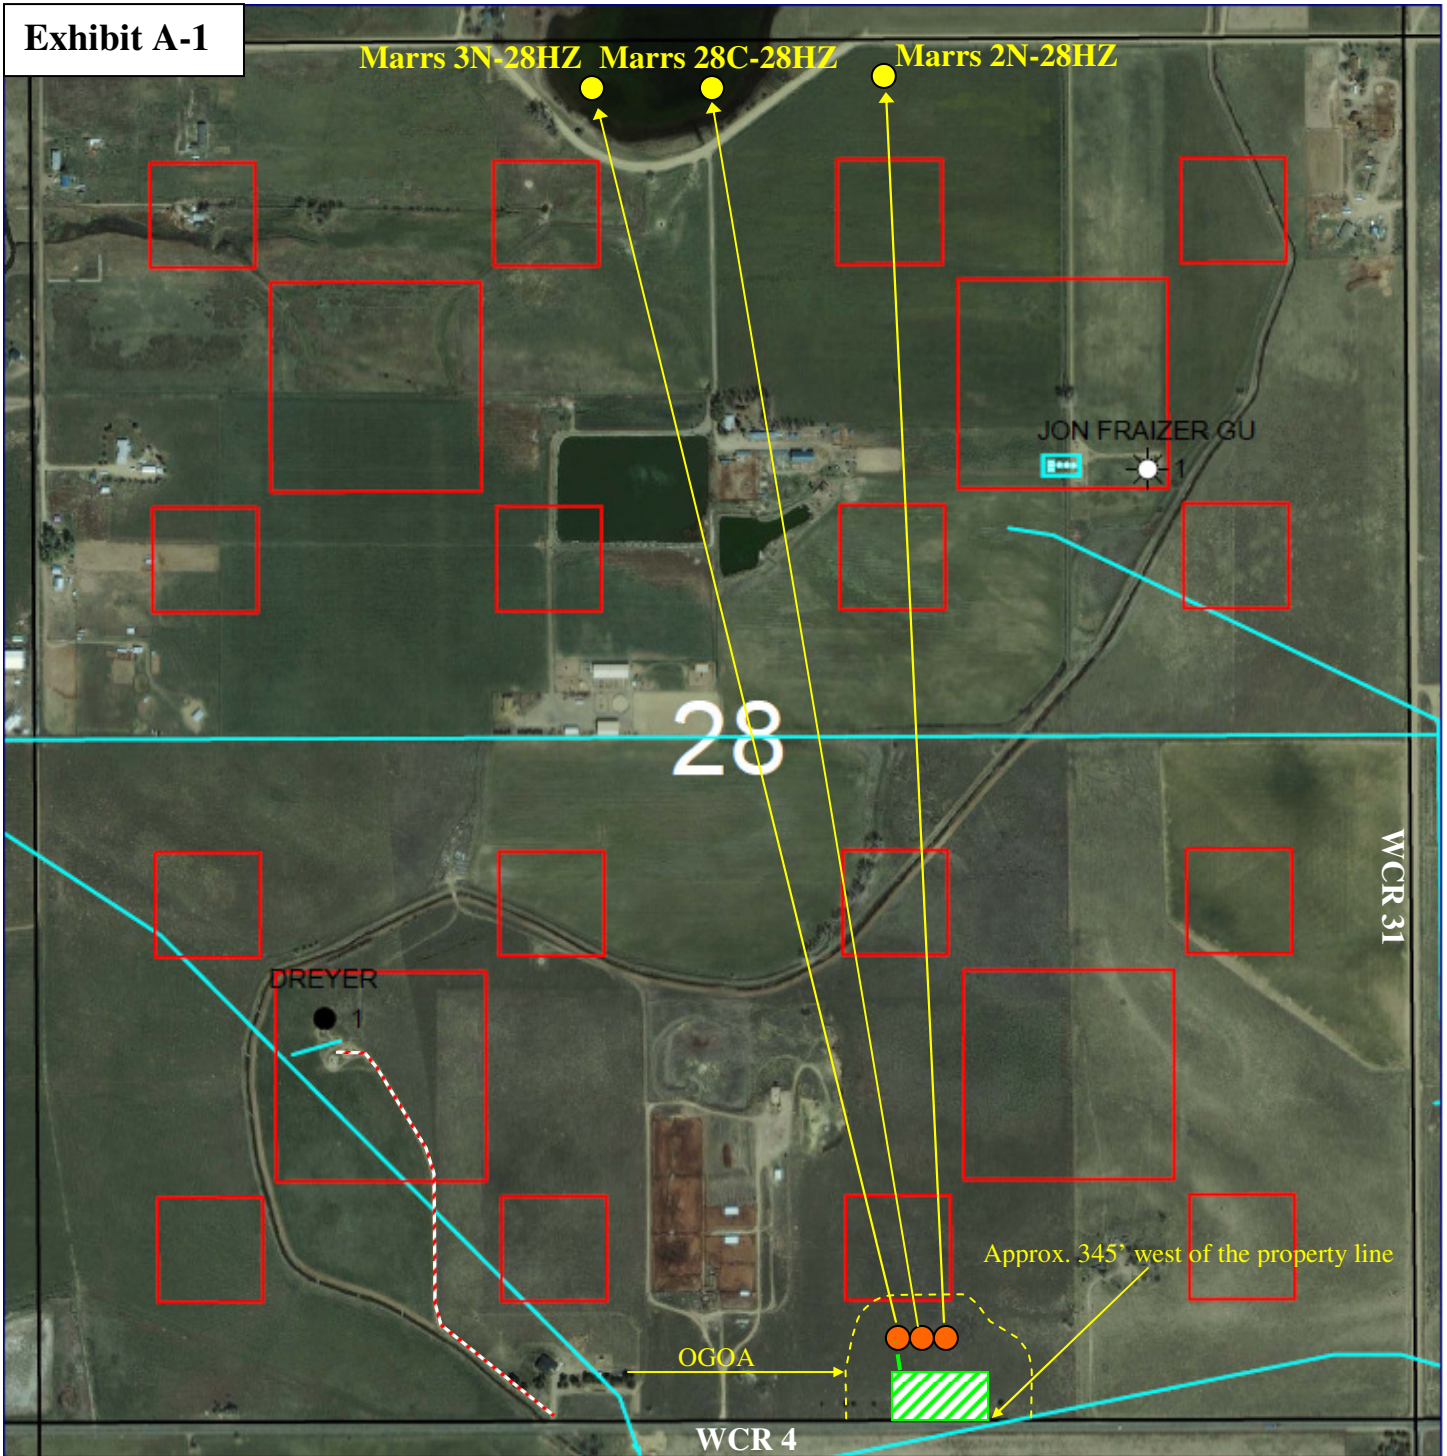 Exhibit A-1
Marrs 3N-28HZ
Marrs 28C-28HZ
Marrs 2N-28HZ
JON FRAIZER GU
1
28
WCR 31
DREYER
1
Approx. 345’ west of the property line
OGOA
WCR 4